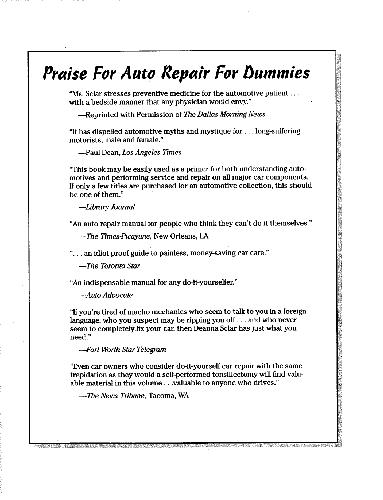 Praise For Auto Repair For Dummies
"Ms. Sclar stresses preventive medicine for the automotive patient . . .
with a bedside manner that any physician would envy."
—Reprinted with Permission of The Dallas Morning News
"It has dispelled automotive myths and mystique for . . . long-suffering
motorists, male and female."
—Paul Dean, Los Angeles Times
"This book may be easily used as a primer for both understanding auto-
motives and performing service and repair on all major car components.
If only a few titles are purchased for an automotive collection, this should
be one of them."
—Library Journal
"An auto repair manual for people who think they can't do it themselves."
—The Times-Picayune, New Orleans, LA
". . . an idiot proof guide to painless, money-saving car care."
—The Toronto Star
"An indispensable manual for any do-it-yourselfer."
—Auto Advocate
"If you're tired of macho mechanics who seem to talk to you in a foreign
language, who you suspect may be ripping you off . . . and who never
seem to completely fix your car, then Deanna Sclar has just what you
need."
—Fort Worth Star Telegram
"Even car owners who consider do-it-yourself car repair with the same
trepidation as they would a self-performed tonsillectomy will find valu-
able material in this volume . . . valuable to anyone who drives."
—The News Tribune, Tacoma, WA